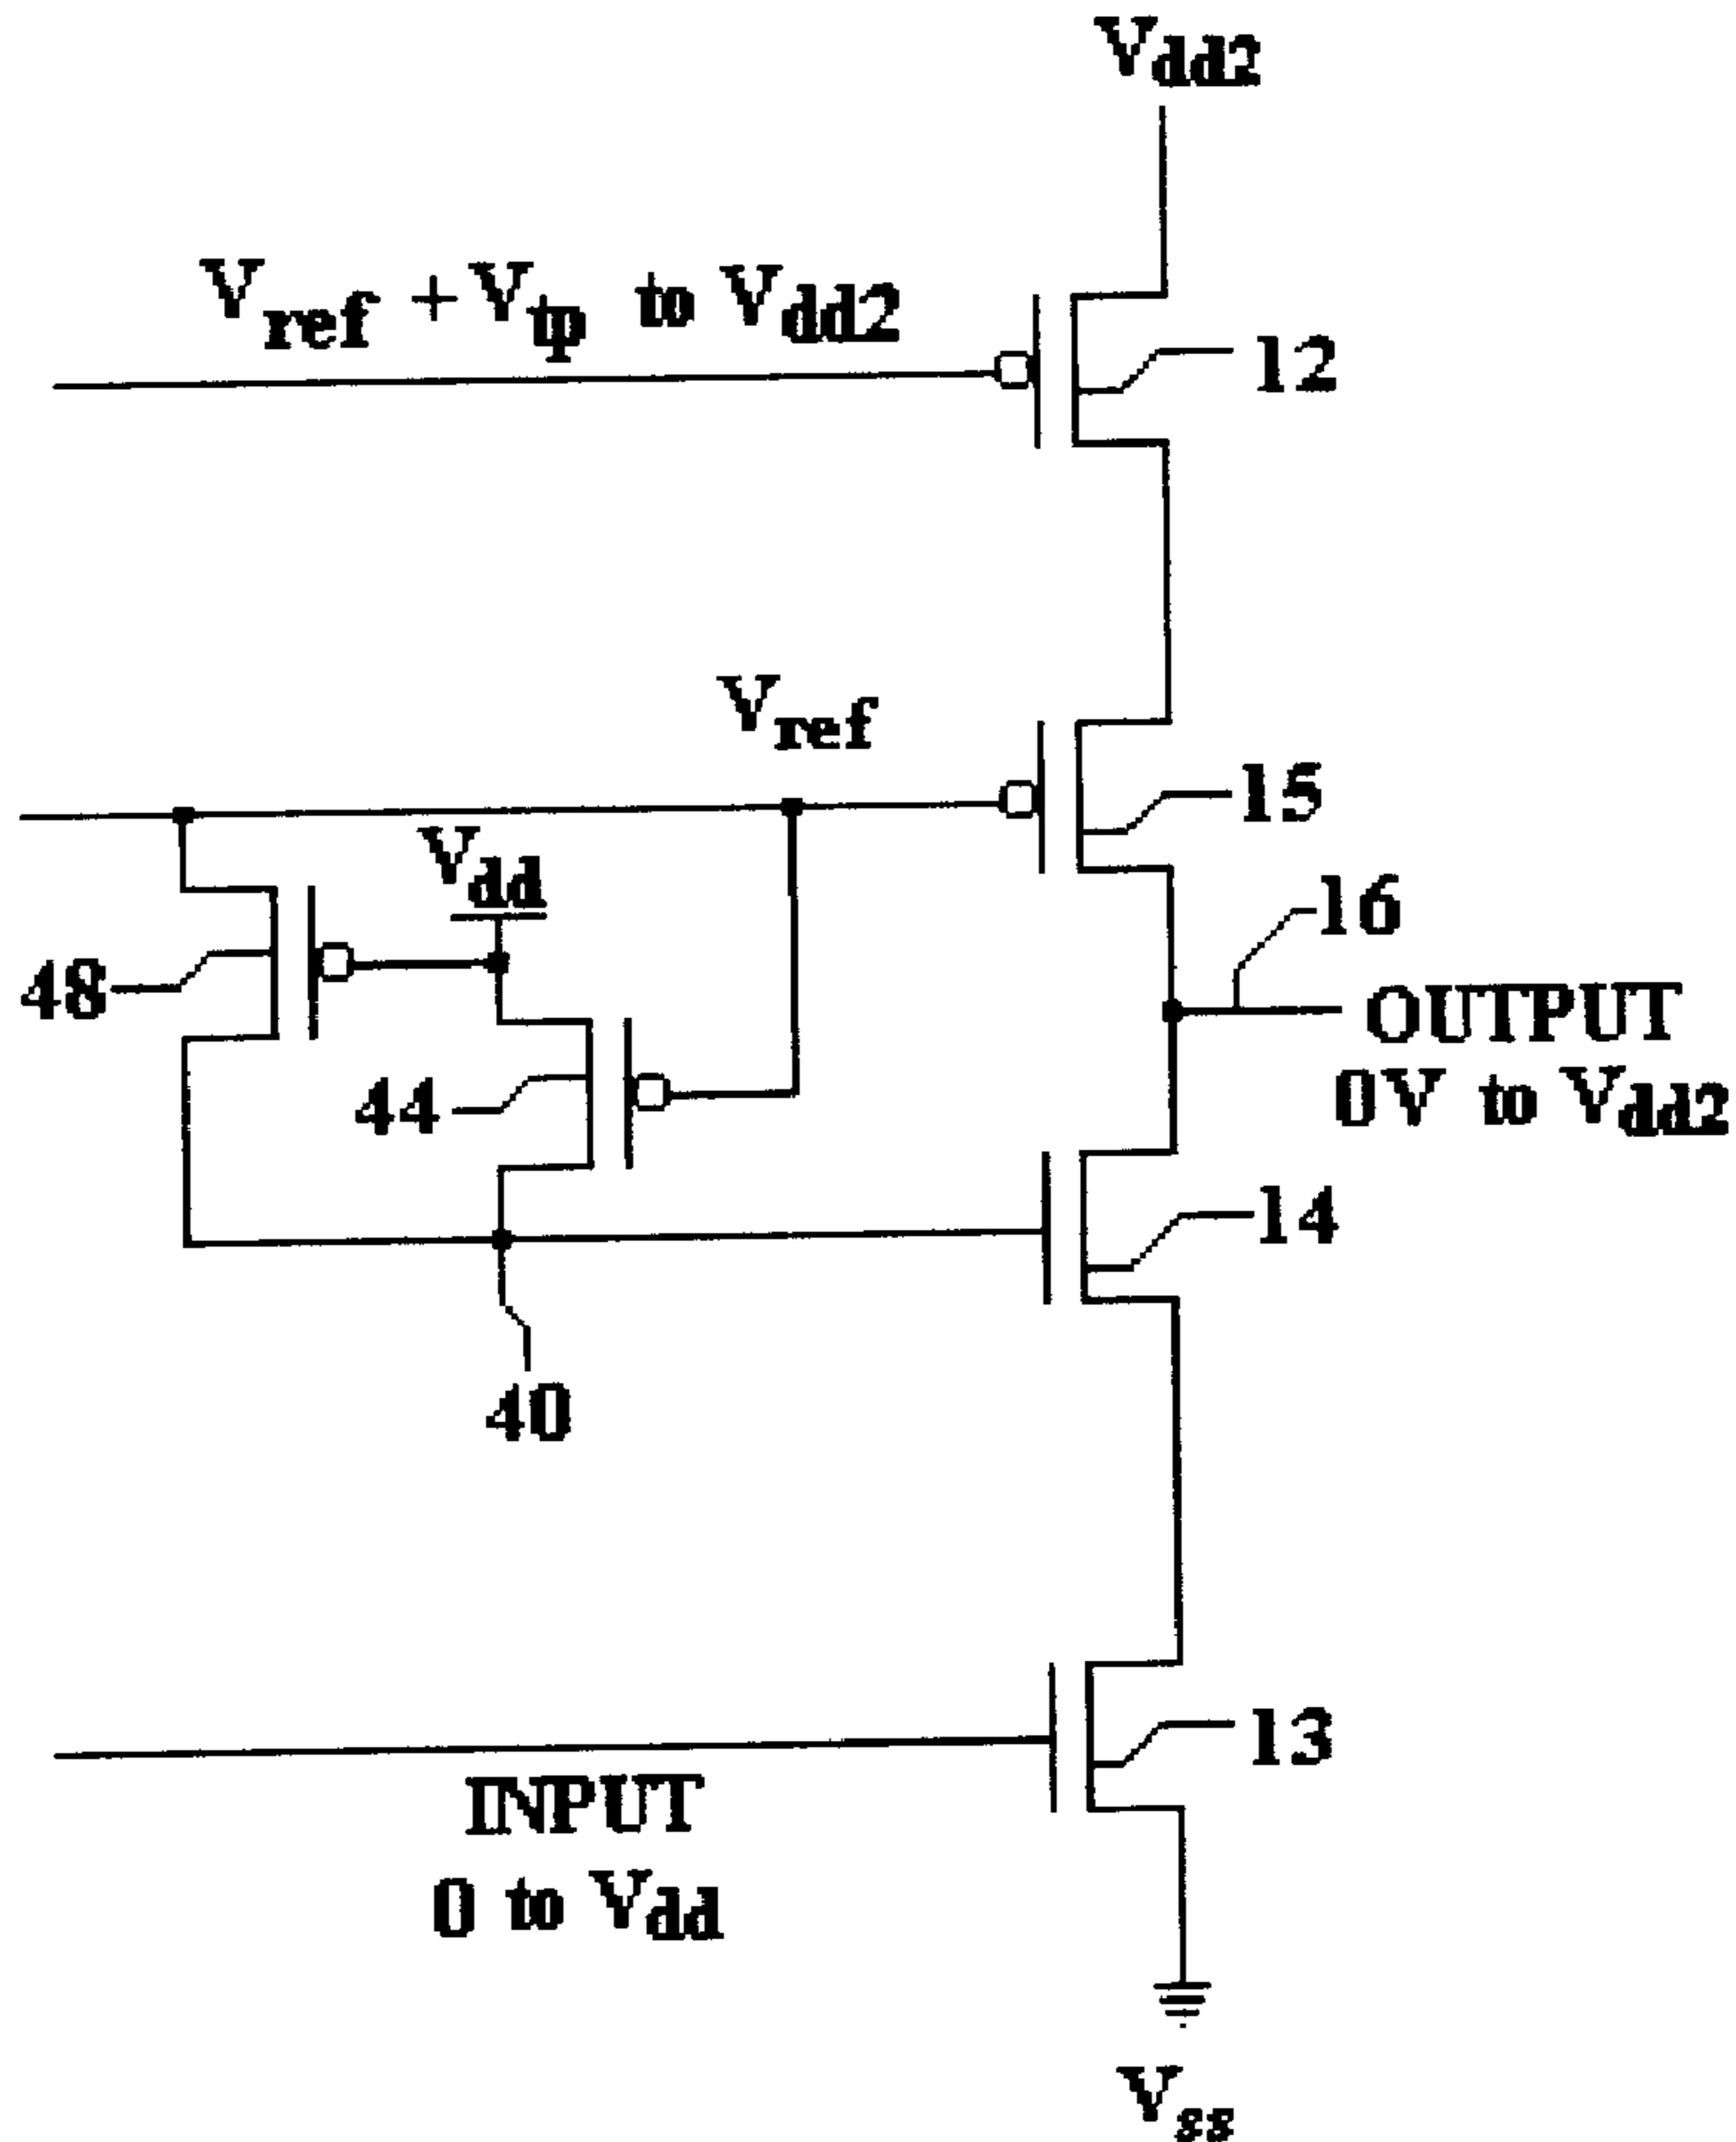 Vdd2
Vref + Vtp to Vdd2
12
Vref
15
Vdd
16
48
OUTPUT
0V to Vdd2
44
14
40
13
INPUT
0 to Vdd
Vss